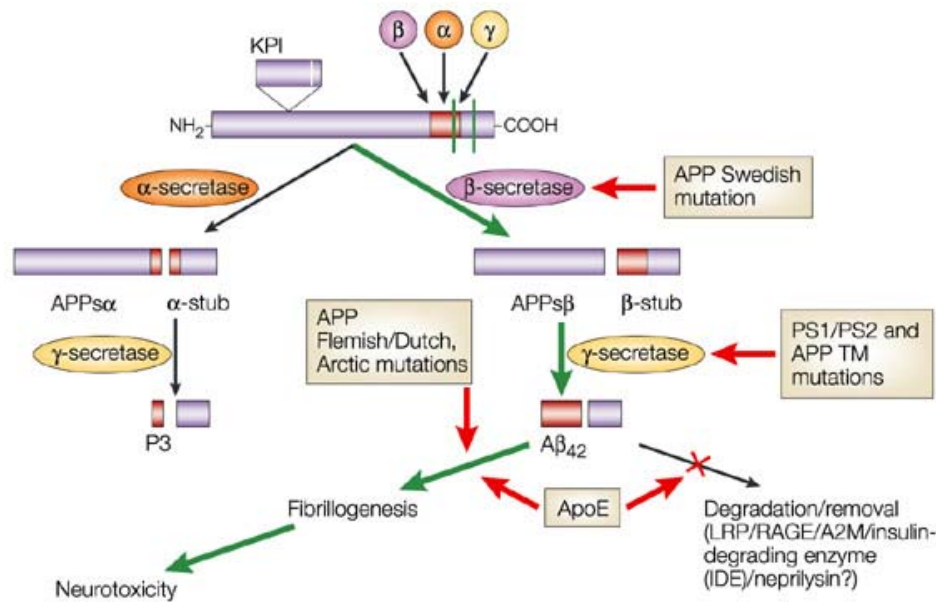 KPI
β
α
γ
NH₂
COOH
α-secretase
β-secretase
APP Swedish
mutation
APPsα
α-stub
APPsβ
β-stub
γ-secretase
APP
Flemish/Dutch,
Arctic mutations
γ-secretase
PS1/PS2 and
APP TM
mutations
P3
Aβ₄₂
Fibrillogenesis
ApoE
Degradation/removal
(LRP/RAGE/A2M/insulin-
degrading enzyme
(IDE)/neprilysin?)
Neurotoxicity